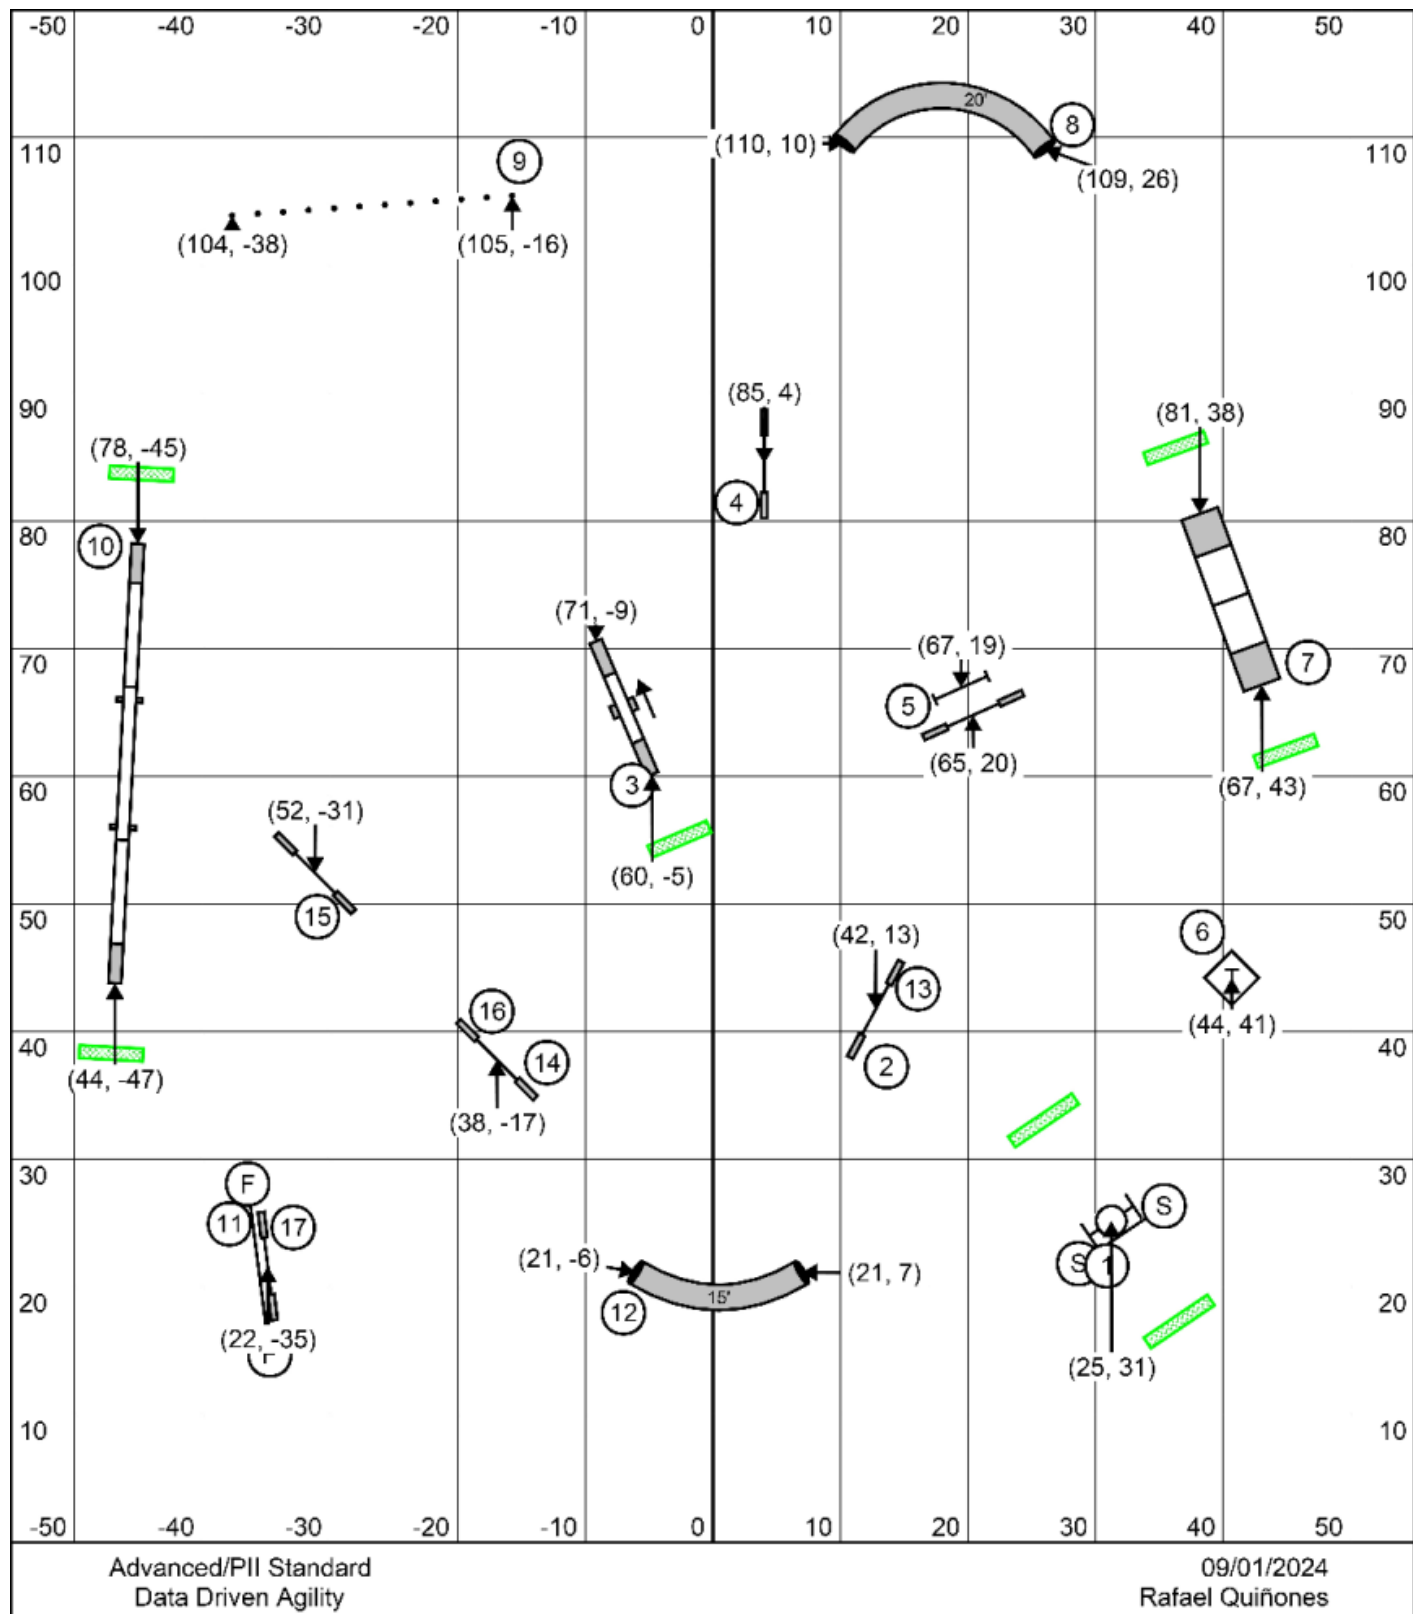 -50 -40 -30 -20 -10 0 10 20 30 40 50
20'
8
110 (110, 10) 110
9
(109, 26)
(104, -38) (105, -16)
100 100
(85, 4)
90 90
(81, 38)
(78, -45)
4
80 80
10
(71, -9)
(67, 19)
70 7 70
5
(65, 20)
60 3 (67, 43) 60
(52, -31)
(60, -5)
15
50 50
6
(42, 13)
13
16 (44, 41)
40 14 2 40
(44, -47)
(38, -17)
30 30
F
11 17 S
(21, -6) S 1
(21, 7)
20 15' 20
12
(22, -35)
F
(25, 31)
10 10
-50 -40 -30 -20 -10 0 10 20 30 40 50
Advanced/PII Standard 09/01/2024
Data Driven Agility Rafael Quiñones